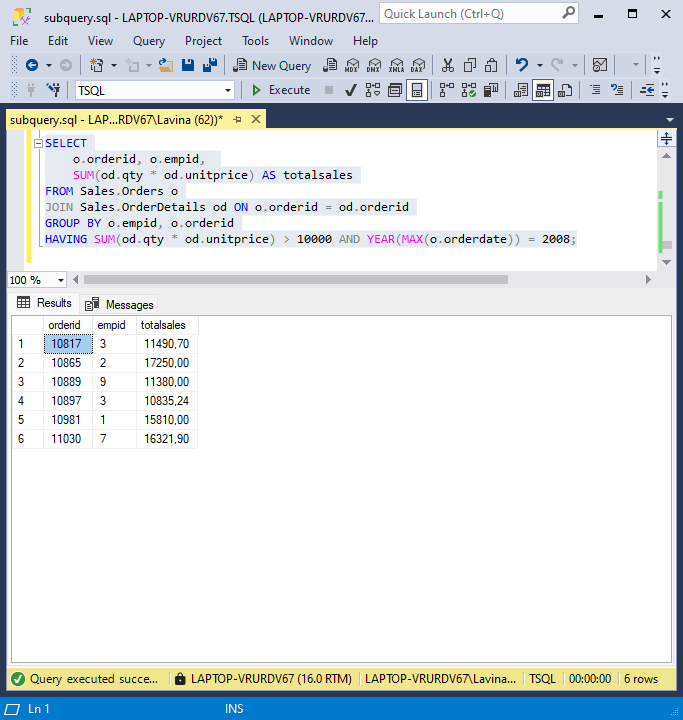 subquery.sql - LAPTOP-VRURDV67.TSQL (LAPTOP-VRURDV67...
Quick Launch (Ctrl+Q)
File Edit View Query Project Tools Window Help
New Query
MDX DMX XMLA DAX
TSQL
Execute
subquery.sql - LAP...RDV67\Lavina (62))*
SELECT
o.orderid, o.empid,
SUM(od.qty * od.unitprice) AS totalsales
FROM Sales.Orders o
JOIN Sales.OrderDetails od ON o.orderid = od.orderid
GROUP BY o.empid, o.orderid
HAVING SUM(od.qty * od.unitprice) > 10000 AND YEAR(MAX(o.orderdate)) = 2008;
100 %
Results Messages
orderid empid totalsales
1 10817 3 11490,70
2 10865 2 17250,00
3 10889 9 11380,00
4 10897 3 10835,24
5 10981 1 15810,00
6 11030 7 16321,90
Query executed succe... LAPTOP-VRURDV67 (16.0 RTM) LAPTOP-VRURDV67\Lavina... TSQL 00:00:00 6 rows
Ln 1 INS